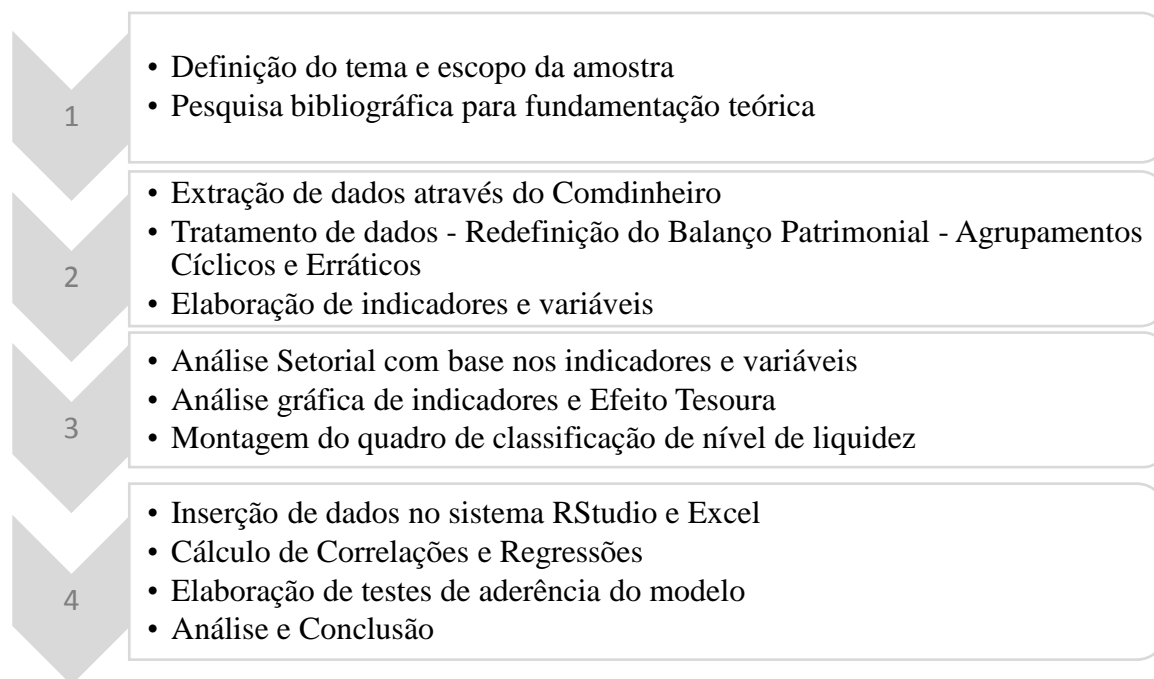 1
• Definição do tema e escopo da amostra
• Pesquisa bibliográfica para fundamentação teórica
2
• Extração de dados através do Comdinheiro
• Tratamento de dados - Redefinição do Balanço Patrimonial - Agrupamentos
Cíclicos e Erráticos
• Elaboração de indicadores e variáveis
3
• Análise Setorial com base nos indicadores e variáveis
• Análise gráfica de indicadores e Efeito Tesoura
• Montagem do quadro de classificação de nível de liquidez
4
• Inserção de dados no sistema RStudio e Excel
• Cálculo de Correlações e Regressões
• Elaboração de testes de aderência do modelo
• Análise e Conclusão